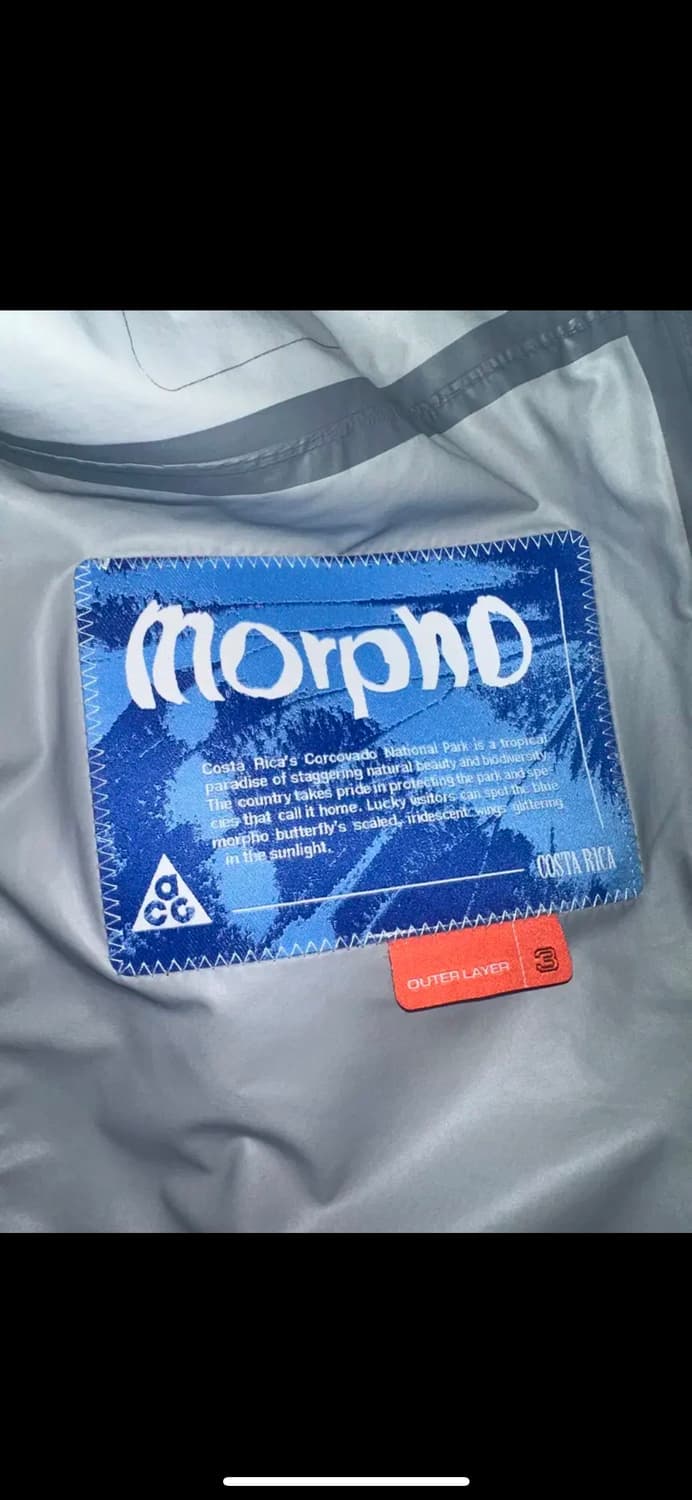 morpho
Costa Rica's Corcovado National Park is a tropical
paradise of staggering natural beauty and biodiversity.
The country takes pride in protecting the park and spe-
cies that call it home. Lucky visitors can spot the blue
morpho butterfly's scaled, iridescent wings glittering
in the sunlight.
COSTA RICA
acg
OUTER LAYER 3